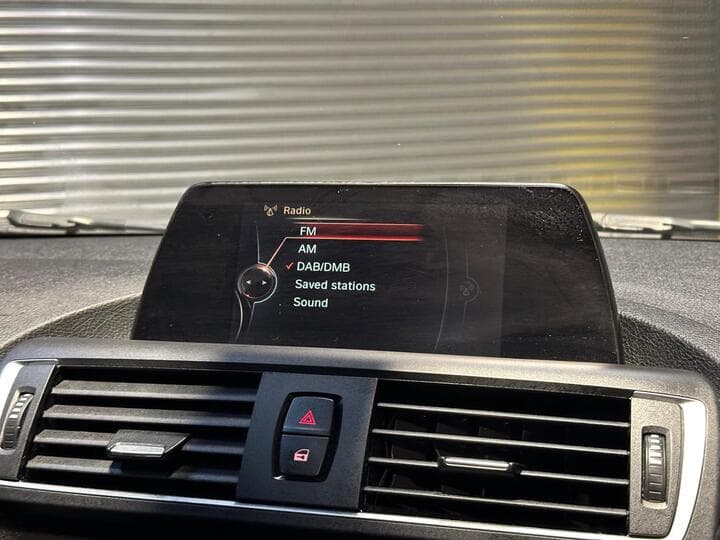 Radio
FM
AM
DAB/DMB
Saved stations
Sound